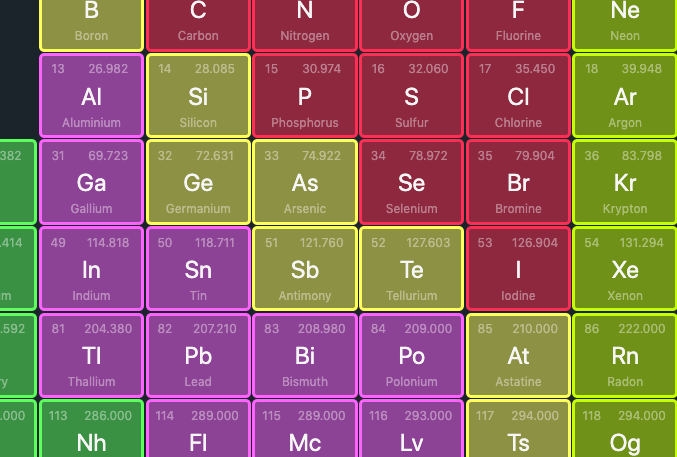 B C N O F Ne
Boron Carbon Nitrogen Oxygen Fluorine Neon
13 26.982 14 28.085 15 30.974 16 32.060 17 35.450 18 39.948
Al Si P S Cl Ar
Aluminium Silicon Phosphorus Sulfur Chlorine Argon
382 31 69.723 32 72.631 33 74.922 34 78.972 35 79.904 36 83.798
Ga Ge As Se Br Kr
Gallium Germanium Arsenic Selenium Bromine Krypton
.414 49 114.818 50 118.711 51 121.760 52 127.603 53 126.904 54 131.294
In Sn Sb Te I Xe
m Indium Tin Antimony Tellurium Iodine Xenon
.592 81 204.380 82 207.210 83 208.980 84 209.000 85 210.000 86 222.000
Tl Pb Bi Po At Rn
ry Thallium Lead Bismuth Polonium Astatine Radon
.000 113 286.000 114 289.000 115 289.000 116 293.000 117 294.000 118 294.000
Nh Fl Mc Lv Ts Og